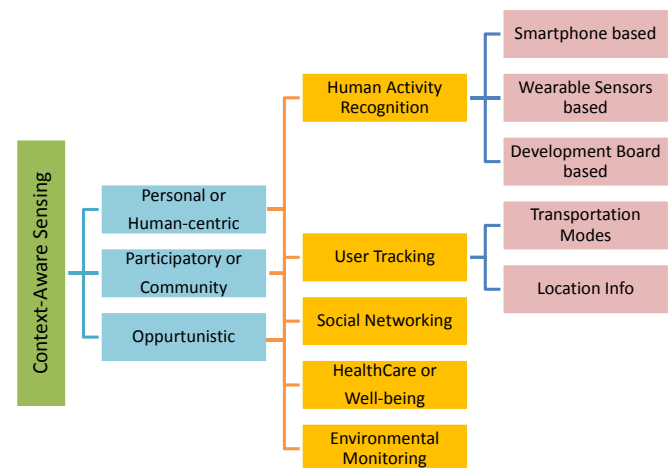 Context-Aware Sensing
Personal or
Human-centric
Participatory or
Community
Oppurtunistic
Human Activity
Recognition
User Tracking
Social Networking
HealthCare or
Well-being
Environmental
Monitoring
Smartphone based
Wearable Sensors
based
Development Board
based
Transportation
Modes
Location Info